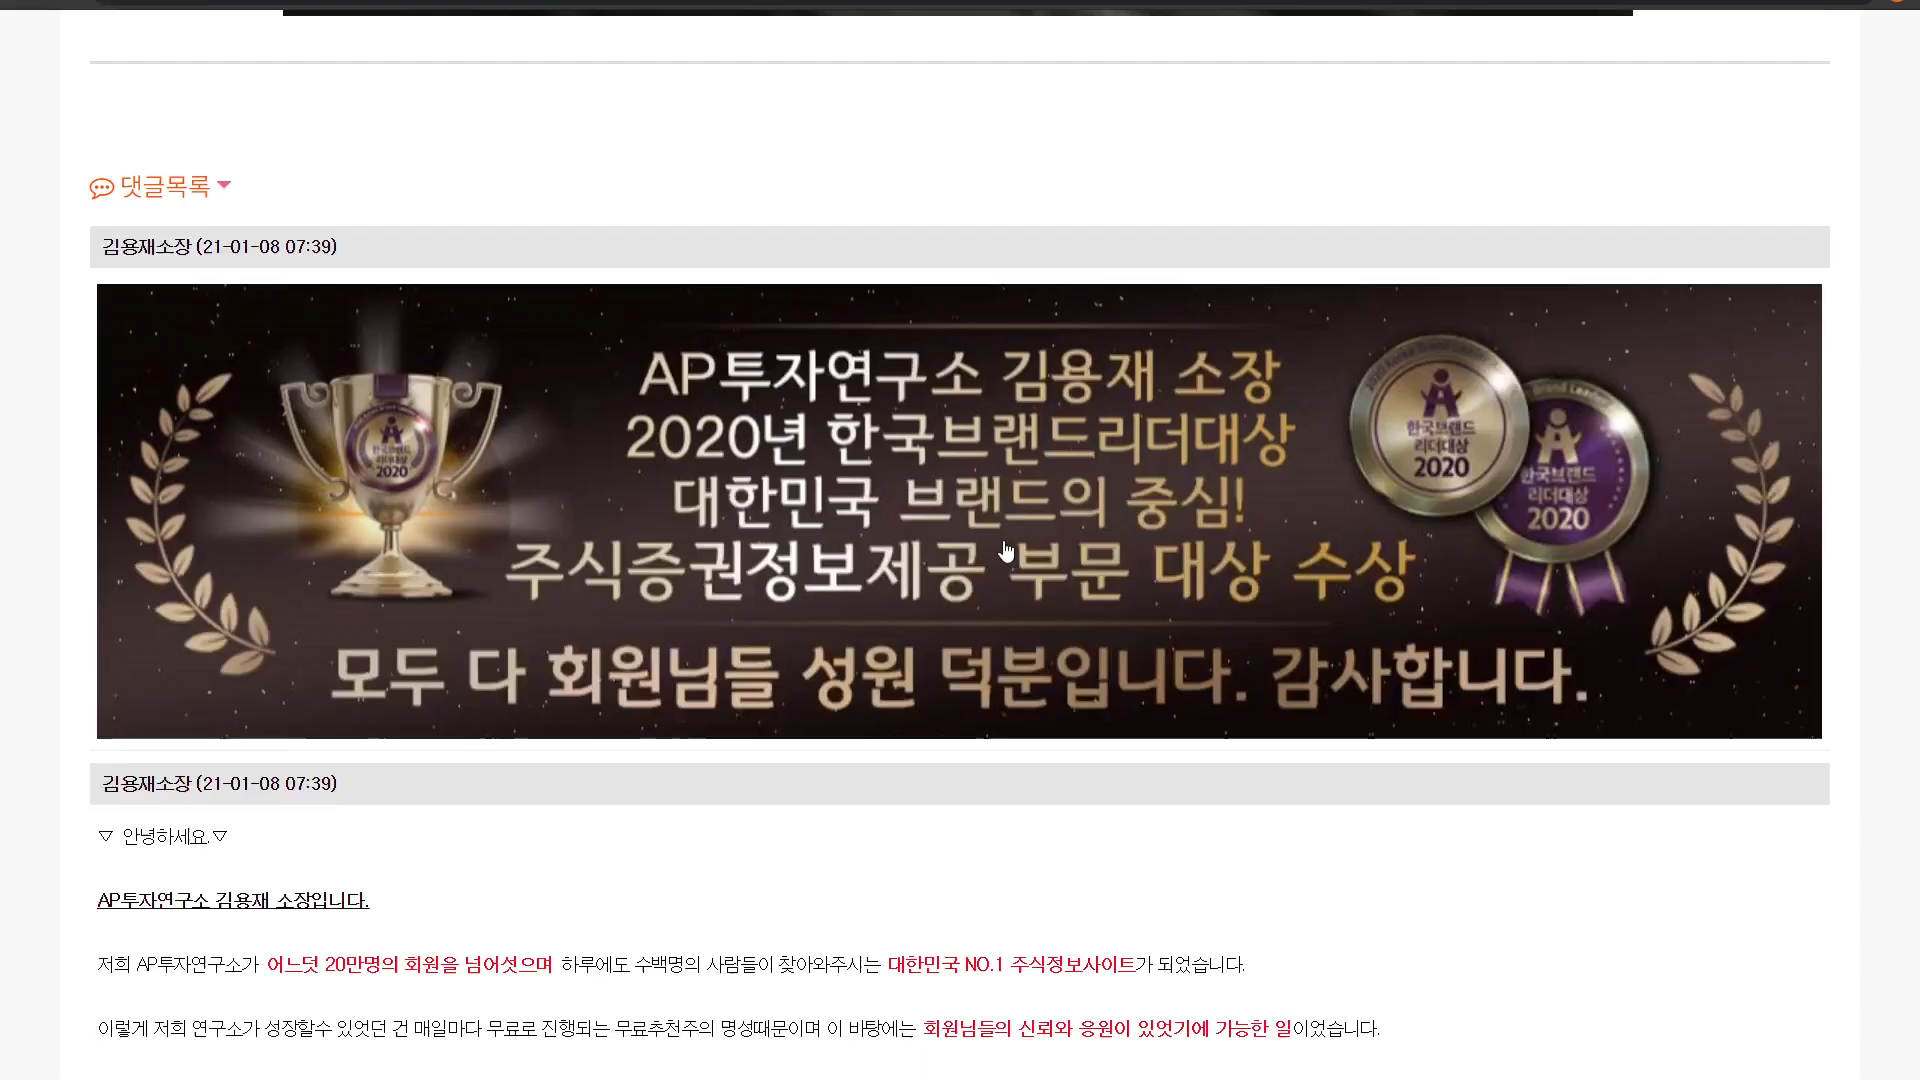 댓글목록
김용재소장 (21-01-08 07:39)
AP투자연구소 김용재 소장
2020년 한국브랜드리더대상
대한민국 브랜드의 중심!
주식증권정보제공 부문 대상 수상
모두 다 회원님들 성원 덕분입니다. 감사합니다.
한국브랜드
리더대상
2020
한국브랜드
리더대상
2020
Brand Leader
한국브랜드
리더대상
2020
김용재소장 (21-01-08 07:39)
▽ 안녕하세요.▽
AP투자연구소 김용재 소장입니다.
저희 AP투자연구소가 어느덧 20만명의 회원을 넘어섯으며 하루에도 수백명의 사람들이 찾아와주시는 대한민국 NO.1 주식정보사이트가 되었습니다.
이렇게 저희 연구소가 성장할수 있엇던 건 매일마다 무료로 진행되는 무료추천주의 명성때문이며 이 바탕에는 회원님들의 신뢰와 응원이 있엇기에 가능한 일이었습니다.